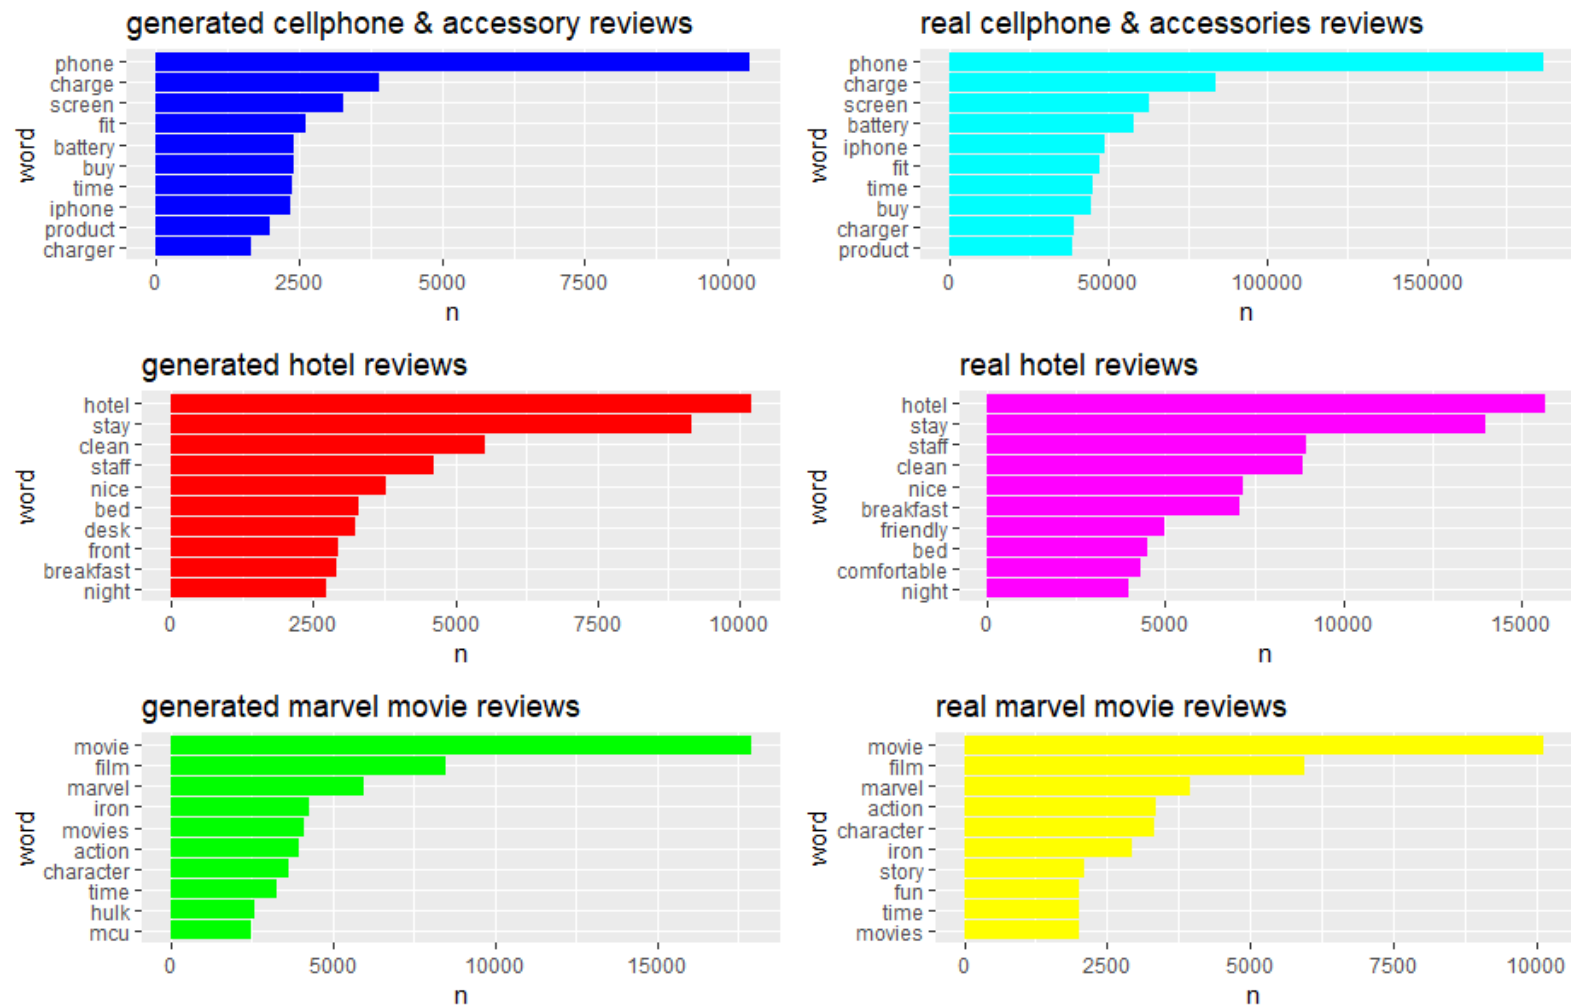 generated cellphone & accessory reviews
word
phone
charge
screen
fit
battery
buy
time
iphone
product
charger
0 2500 5000 7500 10000
n
real cellphone & accessories reviews
word
phone
charge
screen
battery
iphone
fit
time
buy
charger
product
0 50000 100000 150000
n
generated hotel reviews
word
hotel
stay
clean
staff
nice
bed
desk
front
breakfast
night
0 2500 5000 7500 10000
n
real hotel reviews
word
hotel
stay
staff
clean
nice
breakfast
friendly
bed
comfortable
night
0 5000 10000 15000
n
generated marvel movie reviews
word
movie
film
marvel
iron
movies
action
character
time
hulk
mcu
0 5000 10000 15000
n
real marvel movie reviews
word
movie
film
marvel
action
character
iron
story
fun
time
movies
0 2500 5000 7500 10000
n